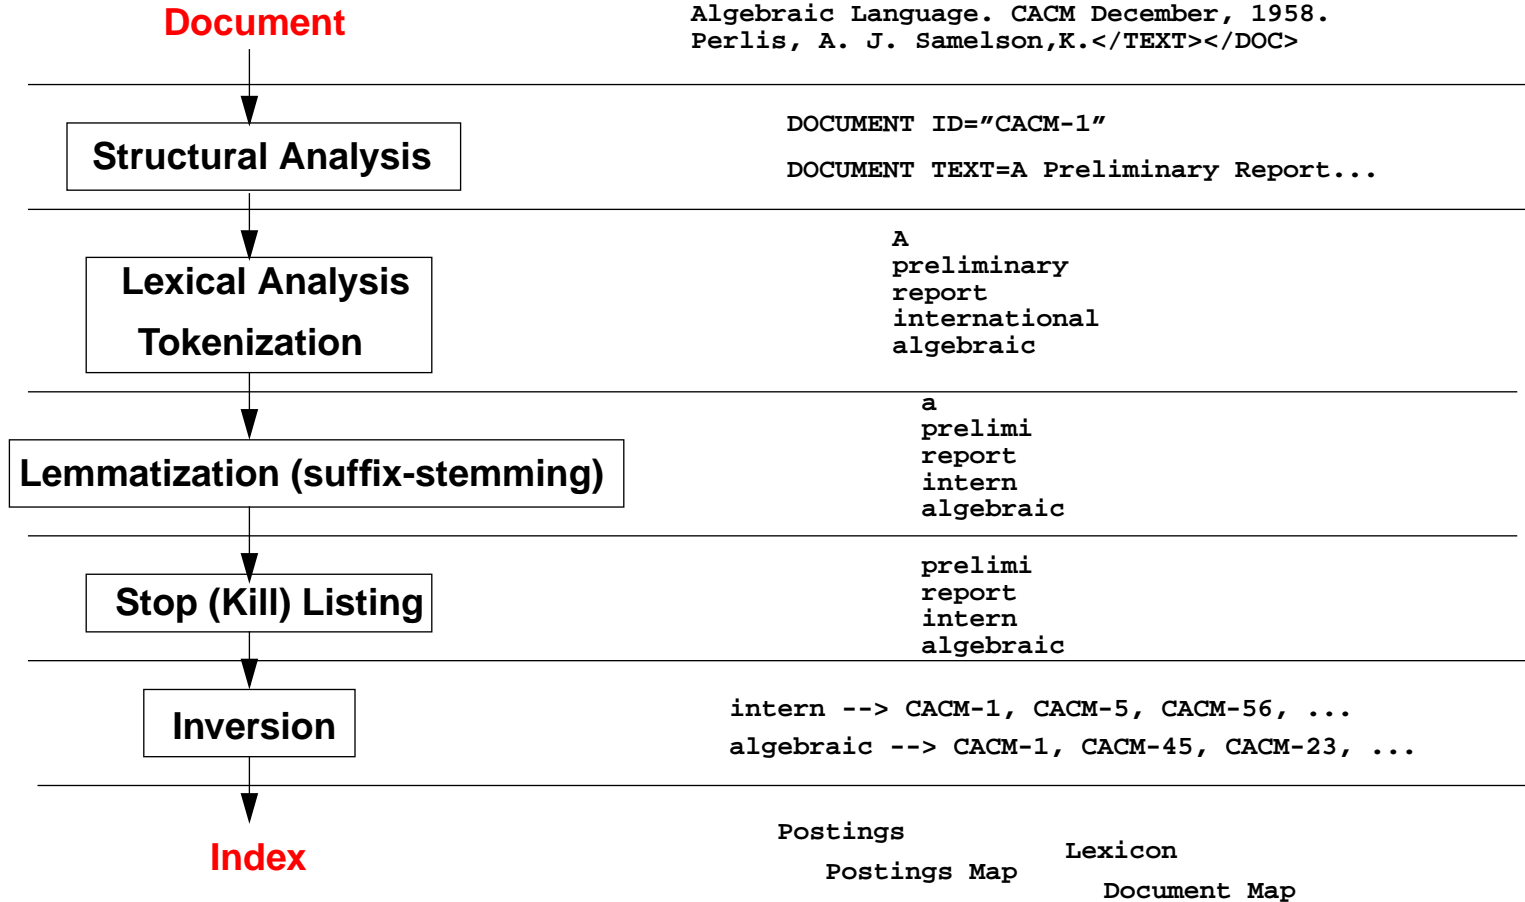 Document
Algebraic Language. CACM December, 1958.
Perlis, A. J. Samelson,K.</TEXT></DOC>
Structural Analysis
DOCUMENT ID=″CACM-1″
DOCUMENT TEXT=A Preliminary Report...
Lexical Analysis
Tokenization
A
preliminary
report
international
algebraic
Lemmatization (suffix-stemming)
a
prelimi
report
intern
algebraic
Stop (Kill) Listing
prelimi
report
intern
algebraic
Inversion
intern --> CACM-1, CACM-5, CACM-56, ...
algebraic --> CACM-1, CACM-45, CACM-23, ...
Index
Postings
Postings Map
Lexicon
Document Map